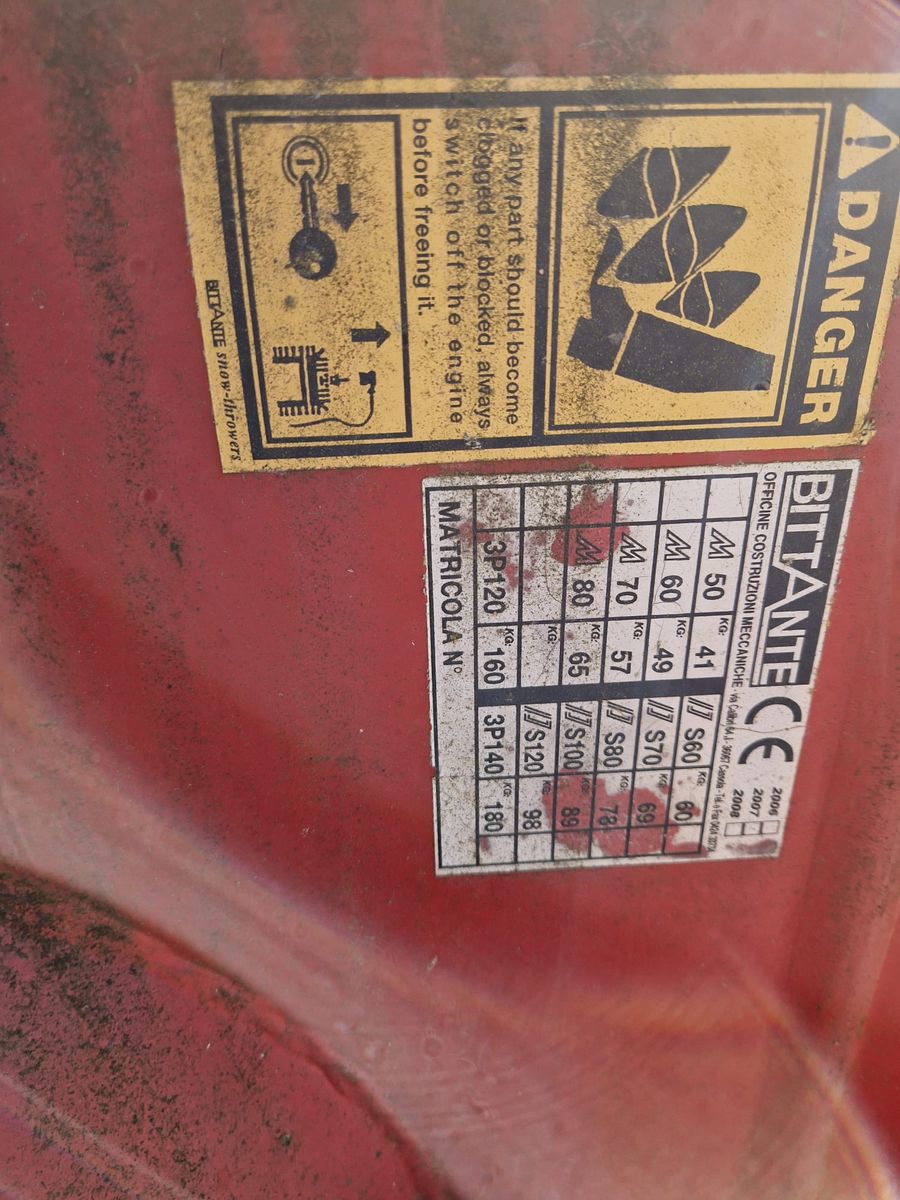 DANGER
If any part should become
clogged or blocked, always
switch off the engine
before freeing it.
BITTANTE snow-throwers
BITTANTE CE
2006
2007
2008
OFFICINE COSTRUZIONI MECCANICHE - via
M 50 KG: 41 S60 KG: 60
M 60 KG: 49 S70 KG: 69
M 70 KG: 57 S80 KG: 78
M 80 KG: 65 S100 KG: 89
KG: S120 KG: 98
3P120 KG: 160 3P140 KG: 180
MATRICOLA N°